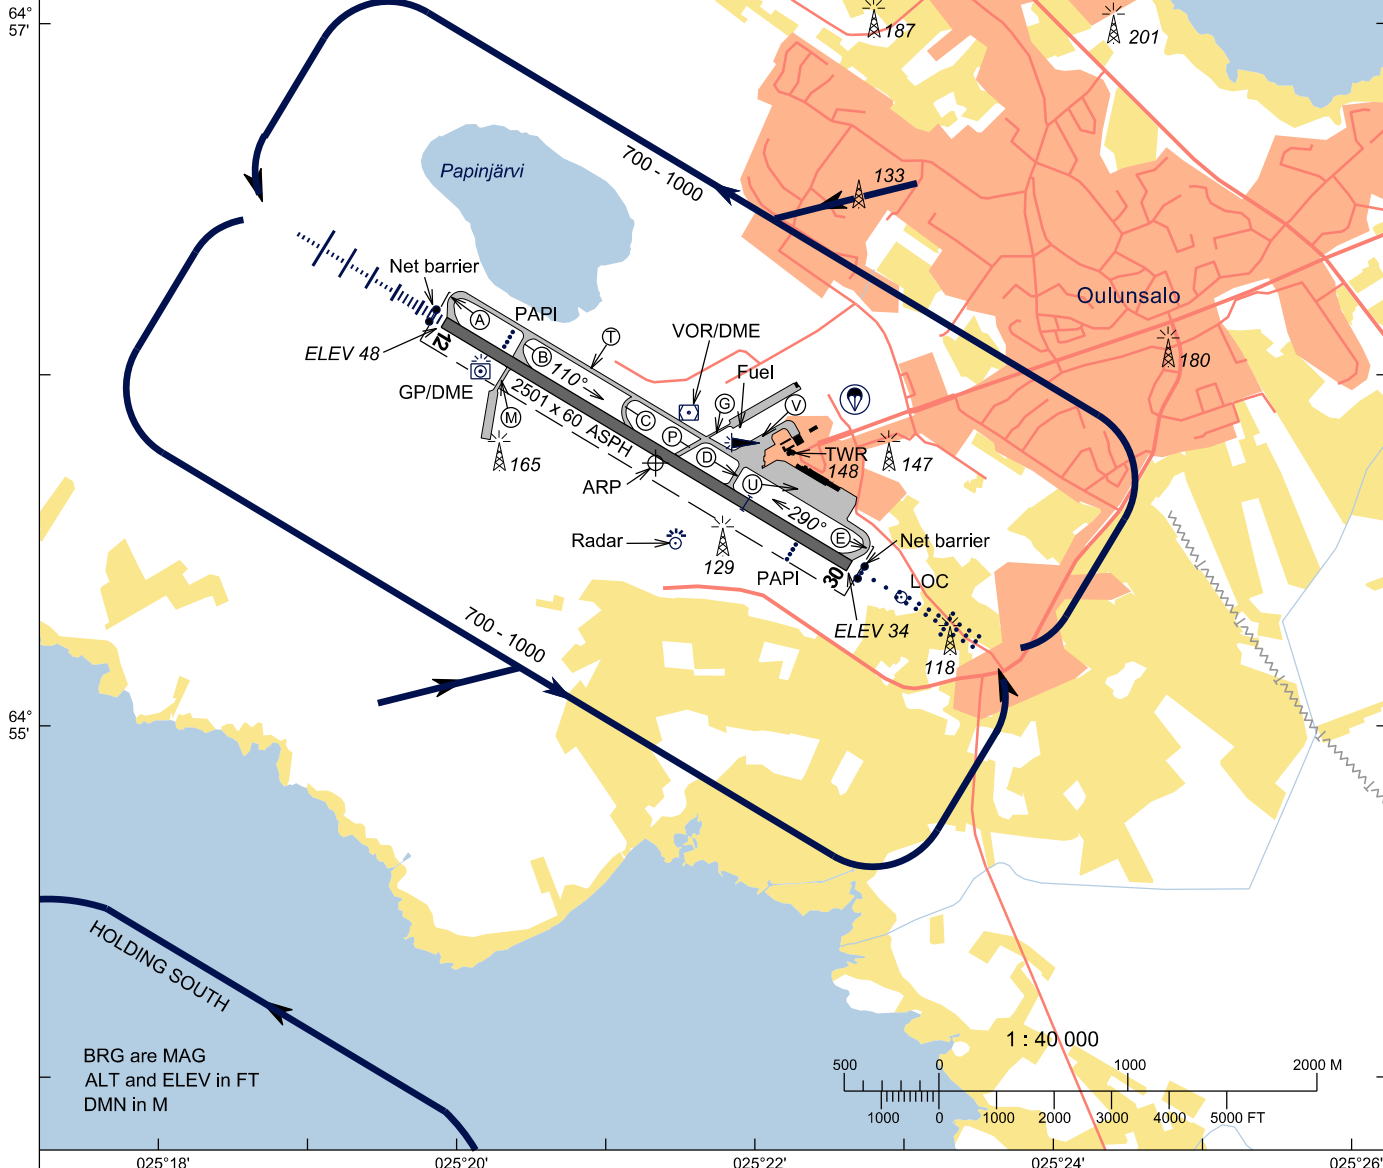 64°
57'
187
201
700 - 1000
133
Papinjärvi
Net barrier
Oulunsalo
A
PAPI
T
VOR/DME
12
ELEV 48
B
180
110°
Fuel
GP/DME
2501 x 60 ASPH
G
V
M
C
P
D
TWR
148
147
165
ARP
U
290°
E
Radar
129
PAPI
30
Net barrier
LOC
700 - 1000
ELEV 34
118
64°
55'
HOLDING SOUTH
BRG are MAG
ALT and ELEV in FT
DMN in M
1 : 40 000
500 0 1000 2000 M
1000 0 1000 2000 3000 4000 5000 FT
025°18' 025°20' 025°22' 025°24' 025°26'